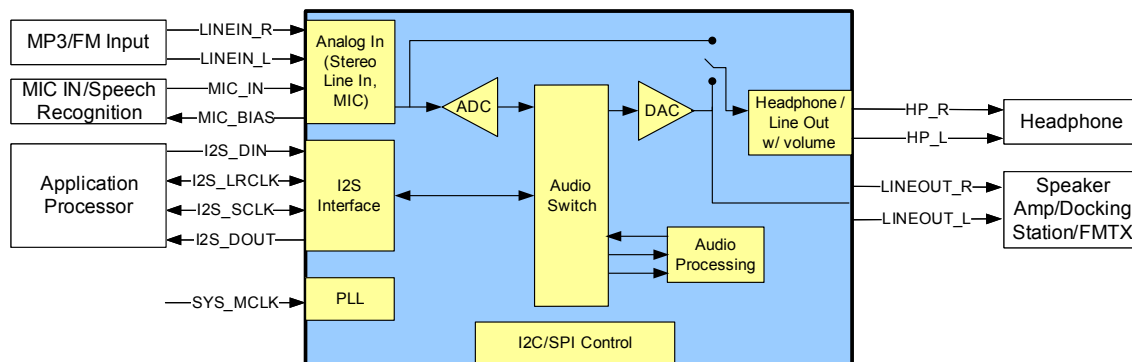 MP3/FM Input
LINEIN_R
LINEIN_L
MIC IN/Speech
Recognition
MIC_IN
MIC_BIAS
Application
Processor
I2S_DIN
I2S_LRCLK
I2S_SCLK
I2S_DOUT
SYS_MCLK
Analog In
(Stereo
Line In,
MIC)
I2S
Interface
PLL
ADC
Audio
Switch
DAC
Audio
Processing
I2C/SPI Control
Headphone /
Line Out
w/ volume
HP_R
HP_L
LINEOUT_R
LINEOUT_L
Headphone
Speaker
Amp/Docking
Station/FMTX